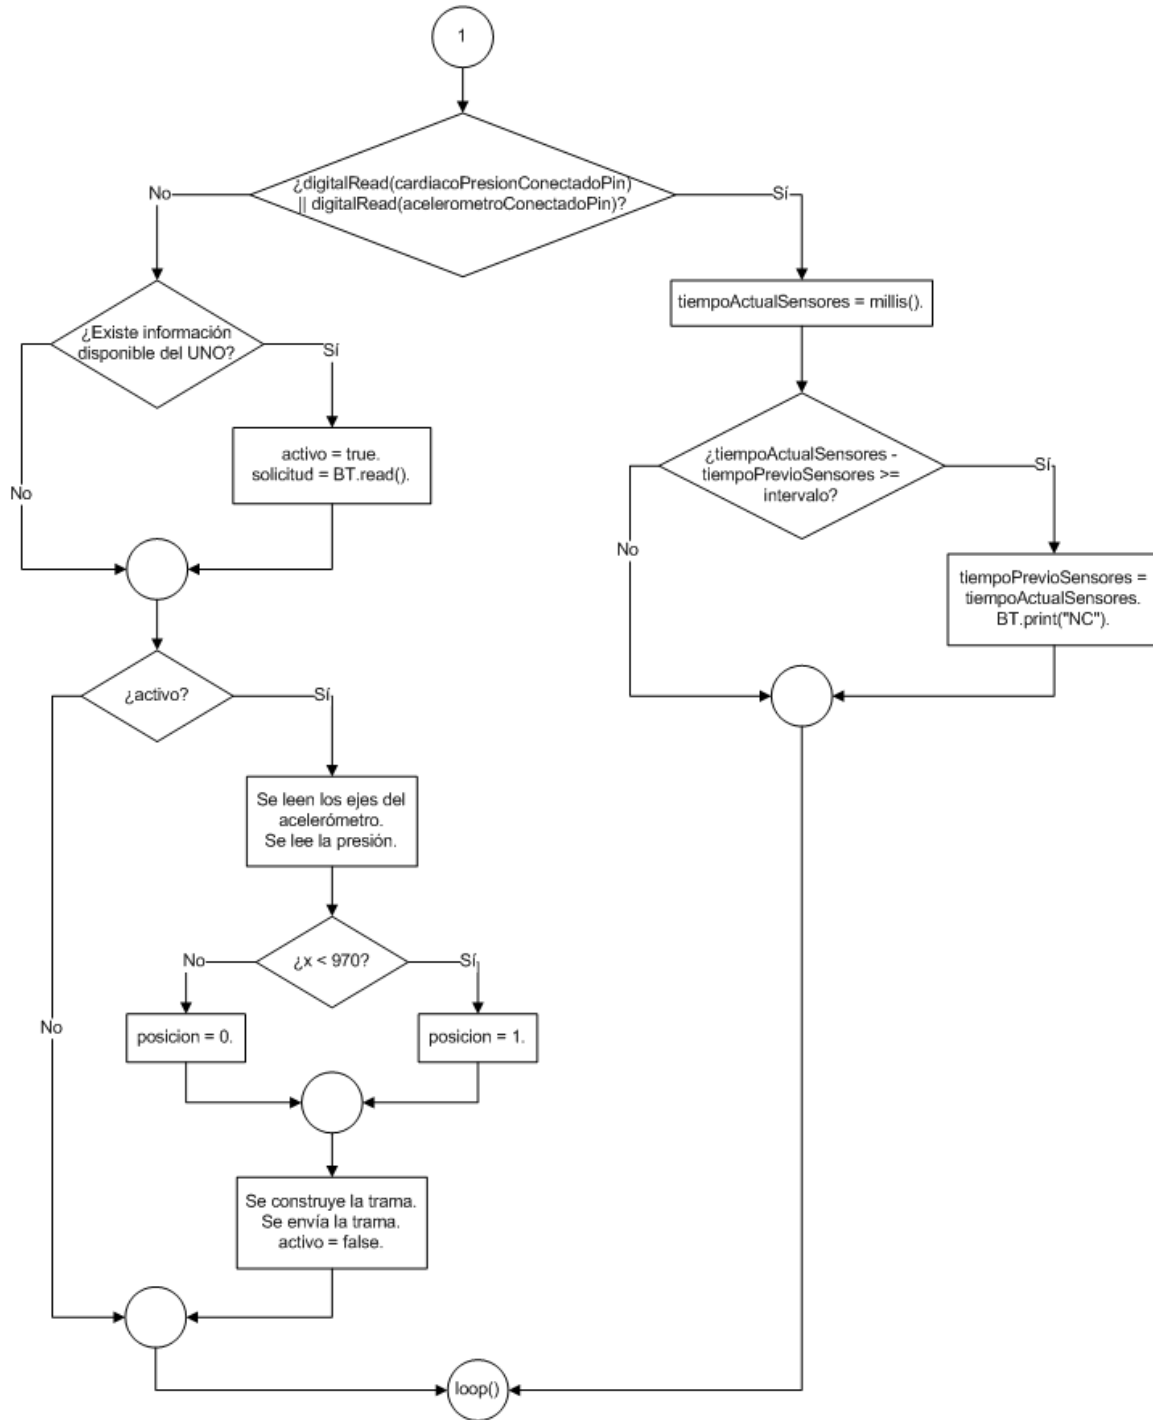 1
¿digitalRead(cardiacoPresionConectadoPin)
|| digitalRead(acelerometroConectadoPin)?
No
Sí
tiempoActualSensores = millis().
¿Existe información
disponible del UNO?
Sí
No
activo = true.
solicitud = BT.read().
¿tiempoActualSensores -
tiempoPrevioSensores >=
intervalo?
Sí
No
tiempoPrevioSensores =
tiempoActualSensores.
BT.print("NC").
¿activo?
Sí
No
Se leen los ejes del
acelerómetro.
Se lee la presión.
¿x < 970?
No
Sí
posicion = 0.
posicion = 1.
Se construye la trama.
Se envía la trama.
activo = false.
loop()